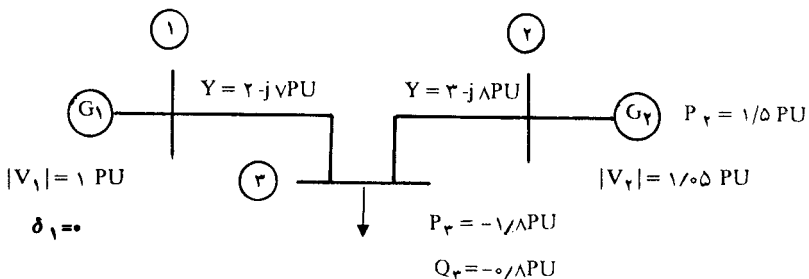 ۱
۲
Y = ۲ -j ۷PU
Y = ۳ -j ۸PU
G۱
G۲
P۲ = ۱/۵ PU
|V۱| = ۱ PU
۳
|V۲| = ۱/۰۵ PU
δ۱ = ۰
P۳ = -۱/۸PU
Q۳ = -۰/۸PU